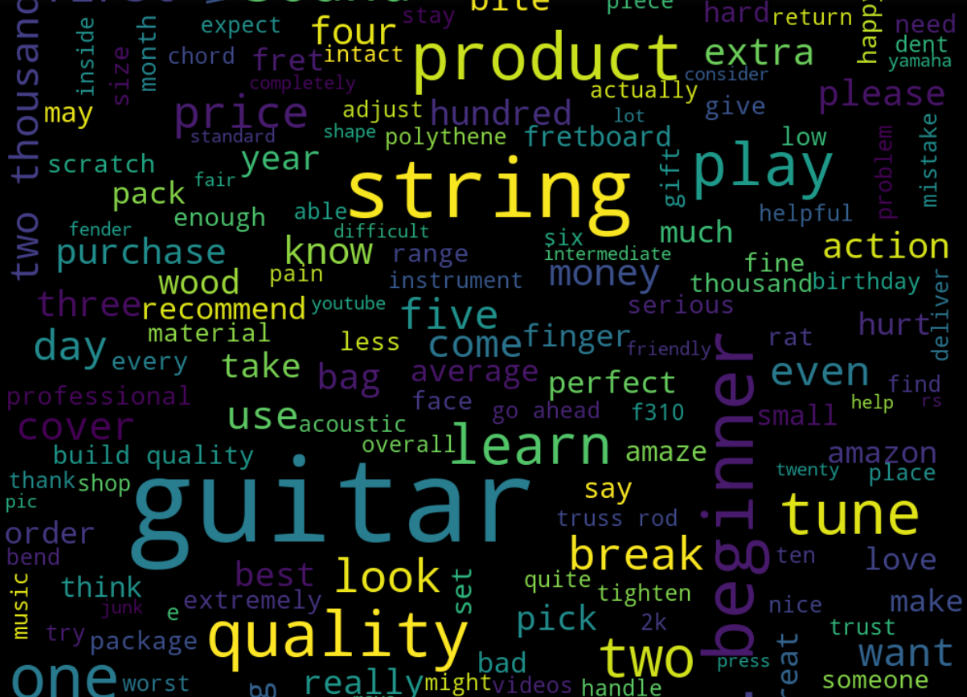 bite
piece
two thousand
inside
size
month
expect
four
stay
hard
return
happy
need
chord
fret
intact
product
extra
dent
yamaha
completely
consider
actually
may
price
adjust
hundred
lot
give
please
standard
shape
polythene
fretboard
low
problem
mistake
scratch
fair
year
string
gift
play
pack
enough
able
helpful
fender
difficult
six
much
purchase
know
range
intermediate
action
wood
pain
instrument
money
fine
thousand
birthday
deliver
three
recommend
youtube
five
serious
material
less
come
finger
friendly
rat
hurt
day
every
take
bag
average
perfect
beginner
even
find
professional
face
go ahead
f310
small
help
rs
cover
use
acoustic
overall
learn
amaze
amazon
build quality
twenty
place
thank
shop
guitar
say
tune
pic
order
truss rod
bend
break
ten
love
music
think
best
look
set
quite
tighten
junk
e
extremely
pick
2k
nice
make
try
package
quality
trust
one
worst
bad
two
press
want
really
might
videos
handle
someone